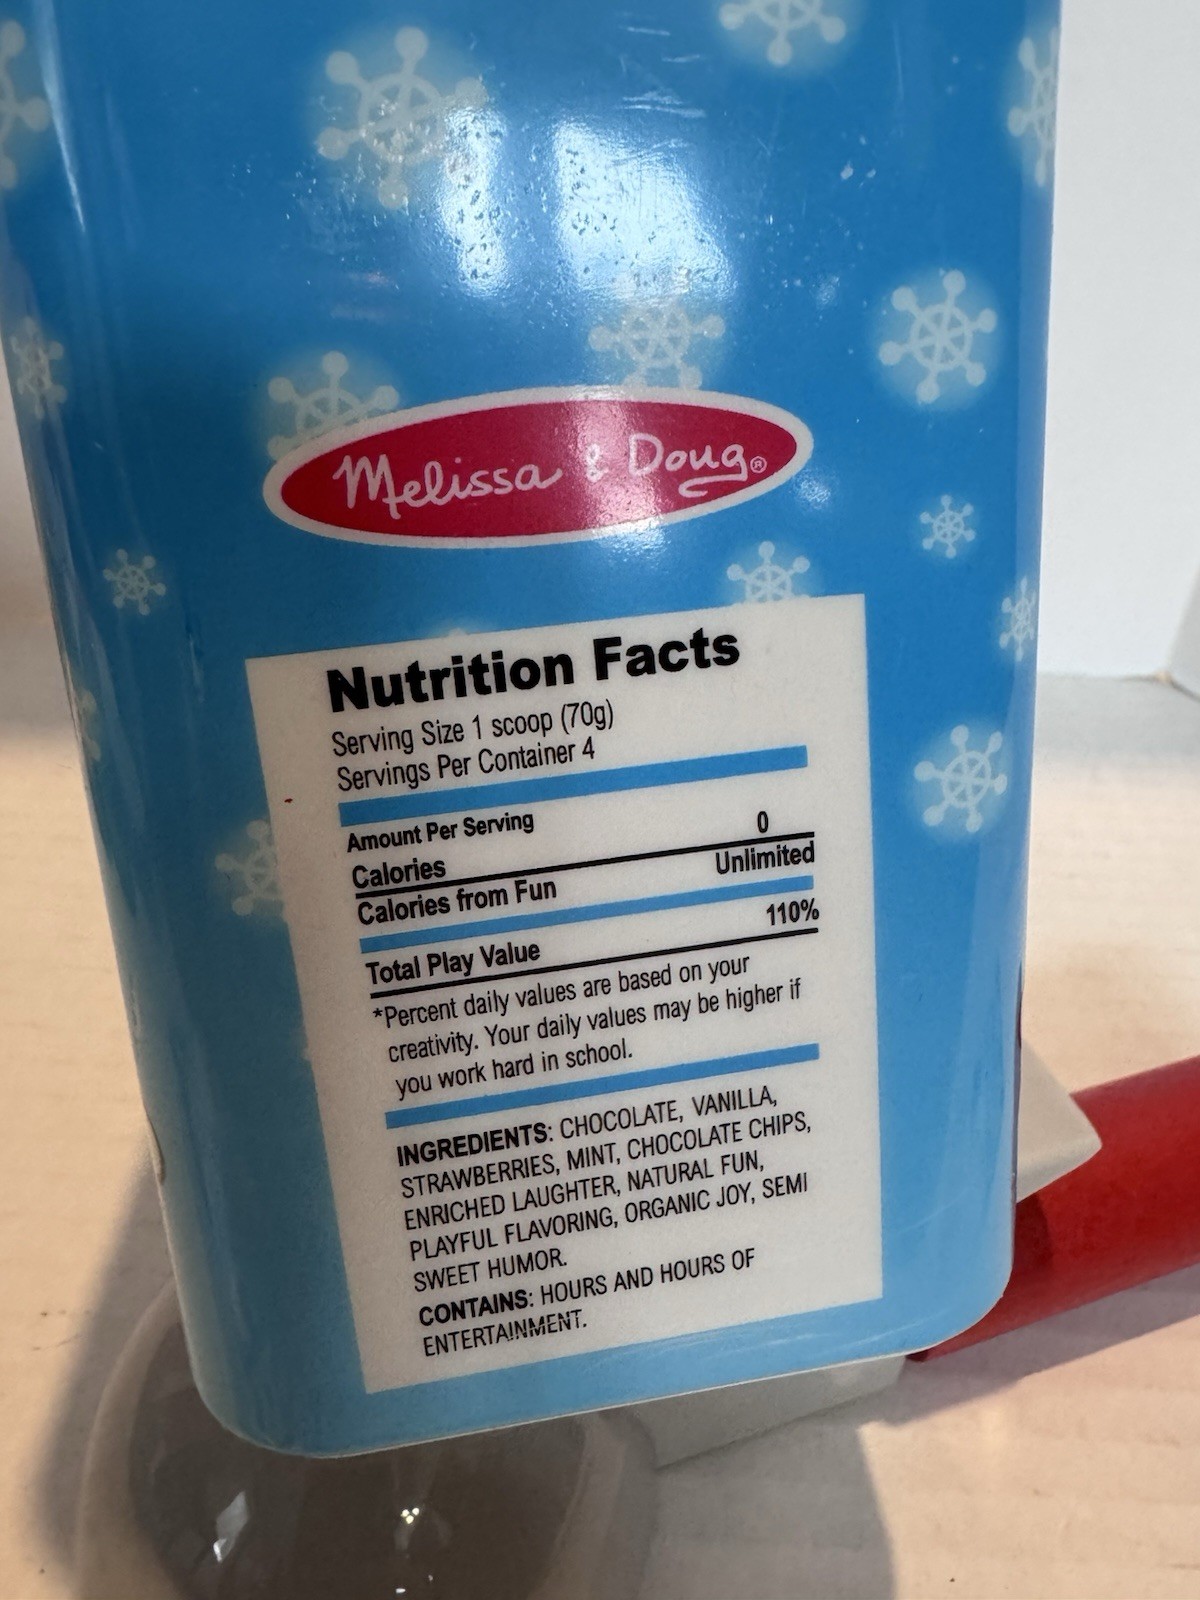 Melissa & Doug®
Nutrition Facts
Serving Size 1 scoop (70g)
Servings Per Container 4
Amount Per Serving
Calories 0
Calories from Fun Unlimited
Total Play Value 110%
*Percent daily values are based on your
creativity. Your daily values may be higher if
you work hard in school.
INGREDIENTS: CHOCOLATE, VANILLA,
STRAWBERRIES, MINT, CHOCOLATE CHIPS,
ENRICHED LAUGHTER, NATURAL FUN,
PLAYFUL FLAVORING, ORGANIC JOY, SEMI
SWEET HUMOR.
CONTAINS: HOURS AND HOURS OF
ENTERTAINMENT.